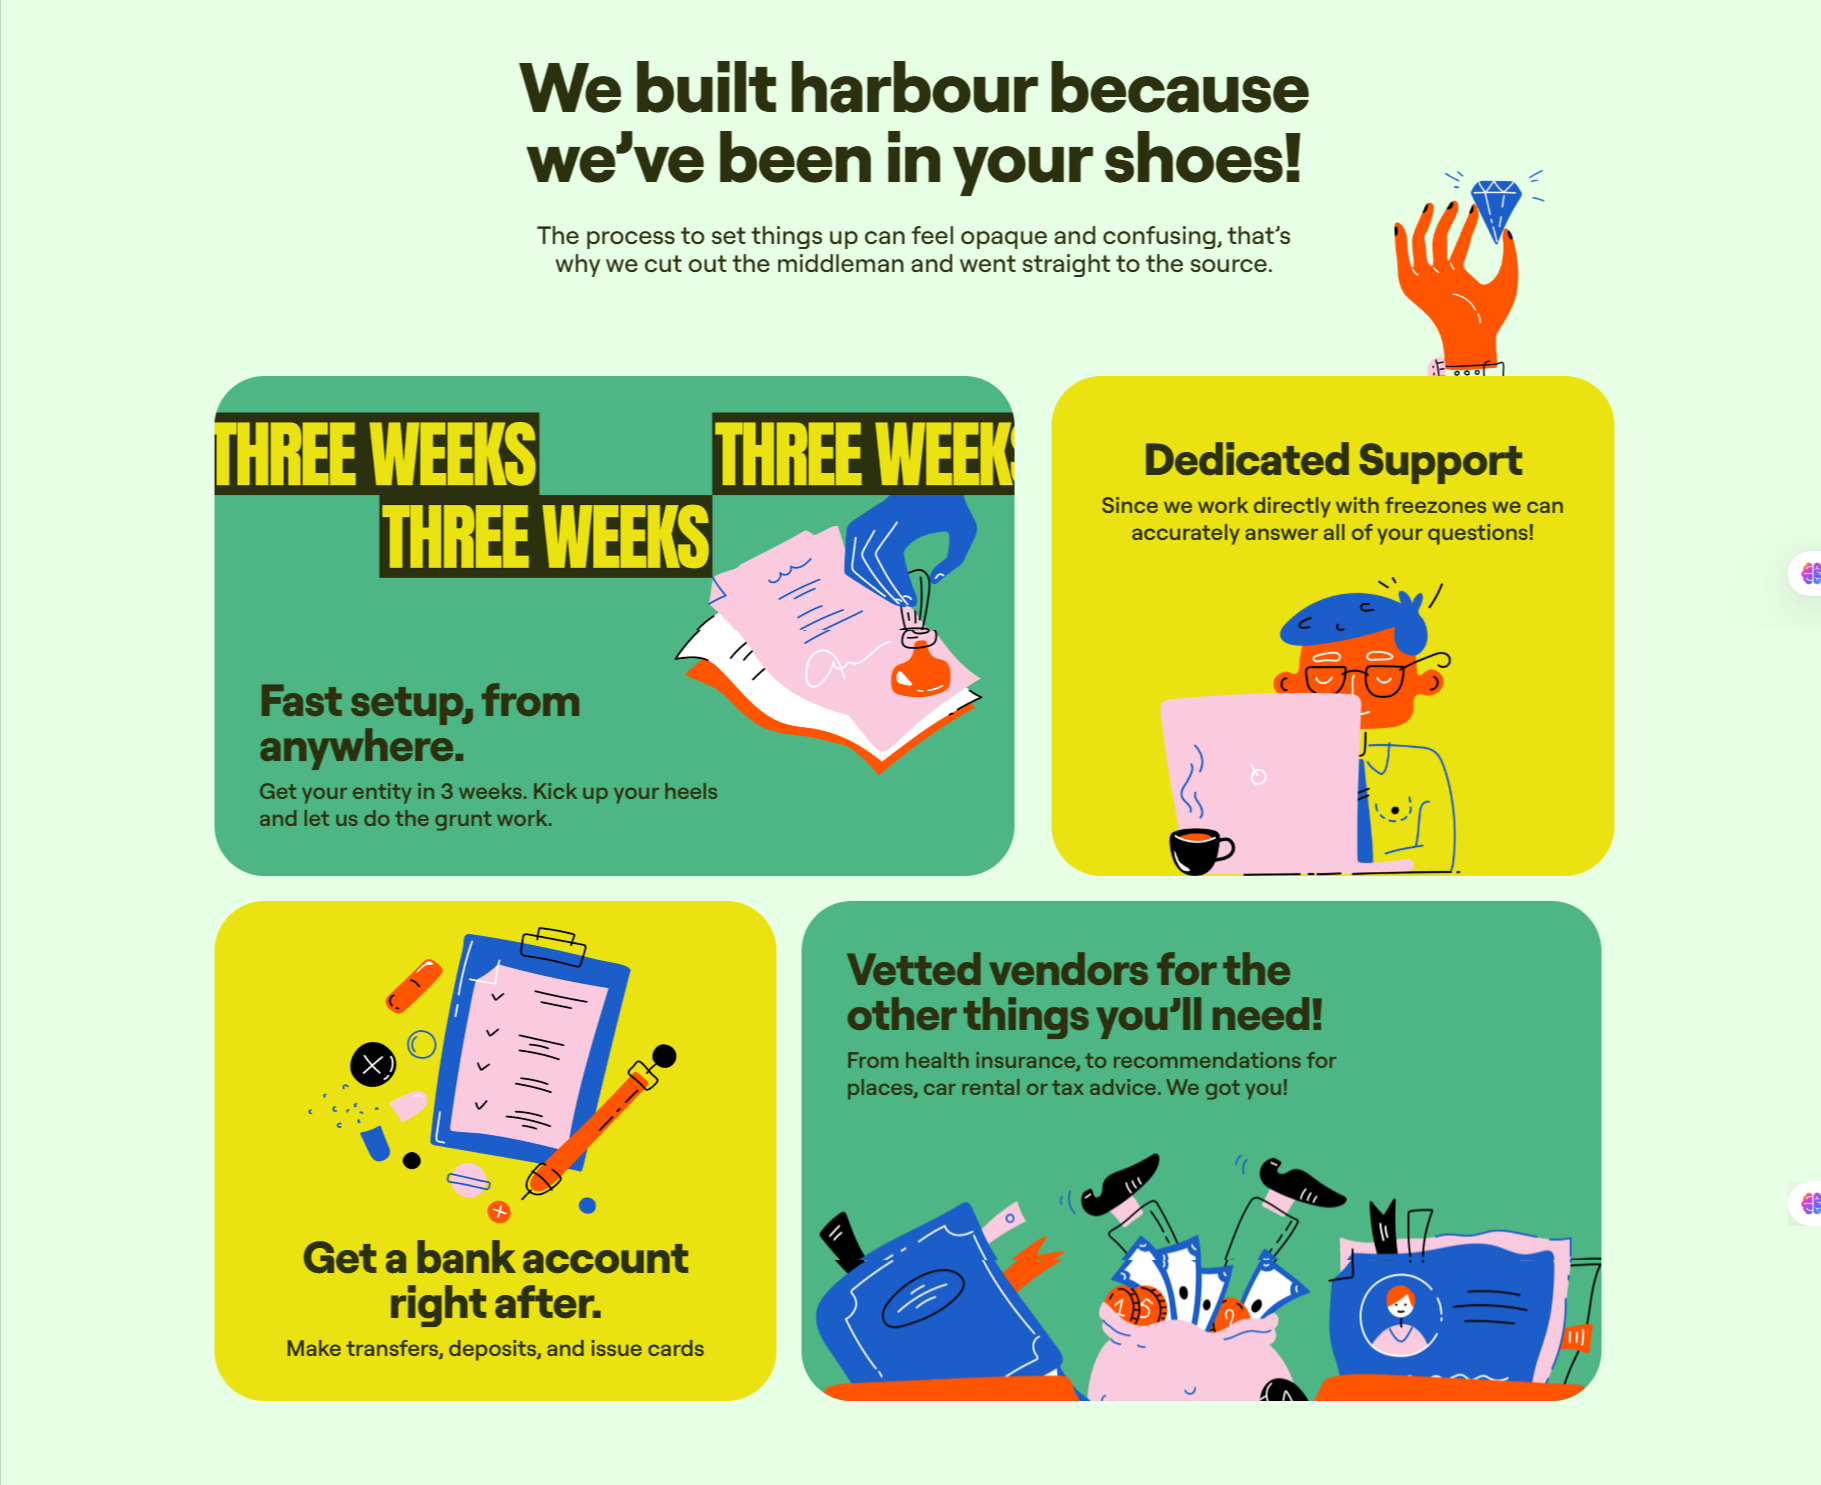 We built harbour because
we’ve been in your shoes!
The process to set things up can feel opaque and confusing, that’s
why we cut out the middleman and went straight to the source.
THREE WEEKS
THREE WEEKS
THREE WEEKS
Fast setup, from
anywhere.
Get your entity in 3 weeks. Kick up your heels
and let us do the grunt work.
Dedicated Support
Since we work directly with freezones we can
accurately answer all of your questions!
Get a bank account
right after.
Make transfers, deposits, and issue cards
Vetted vendors for the
other things you’ll need!
From health insurance, to recommendations for
places, car rental or tax advice. We got you!
15
2